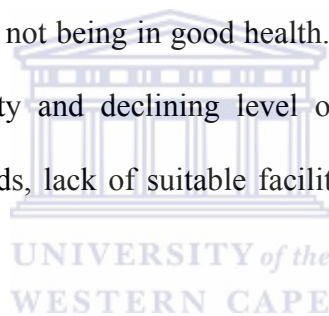 not being in good health.
ty and declining level o
ds, lack of suitable facilit
UNIVERSITY of the
WESTERN CAPE